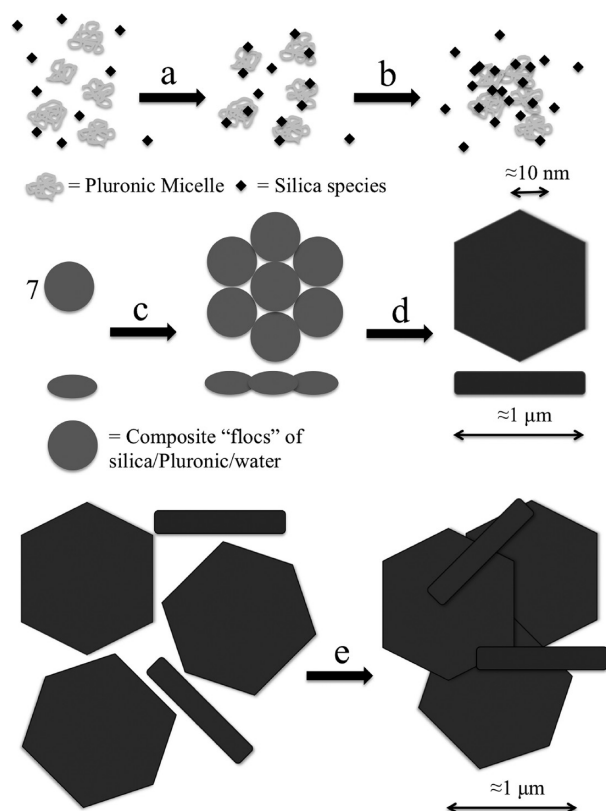 a
b
= Pluronic Micelle
= Silica species
≈10 nm
7
c
d
= Composite “flocs” of
silica/Pluronic/water
≈1 μm
e
≈1 μm